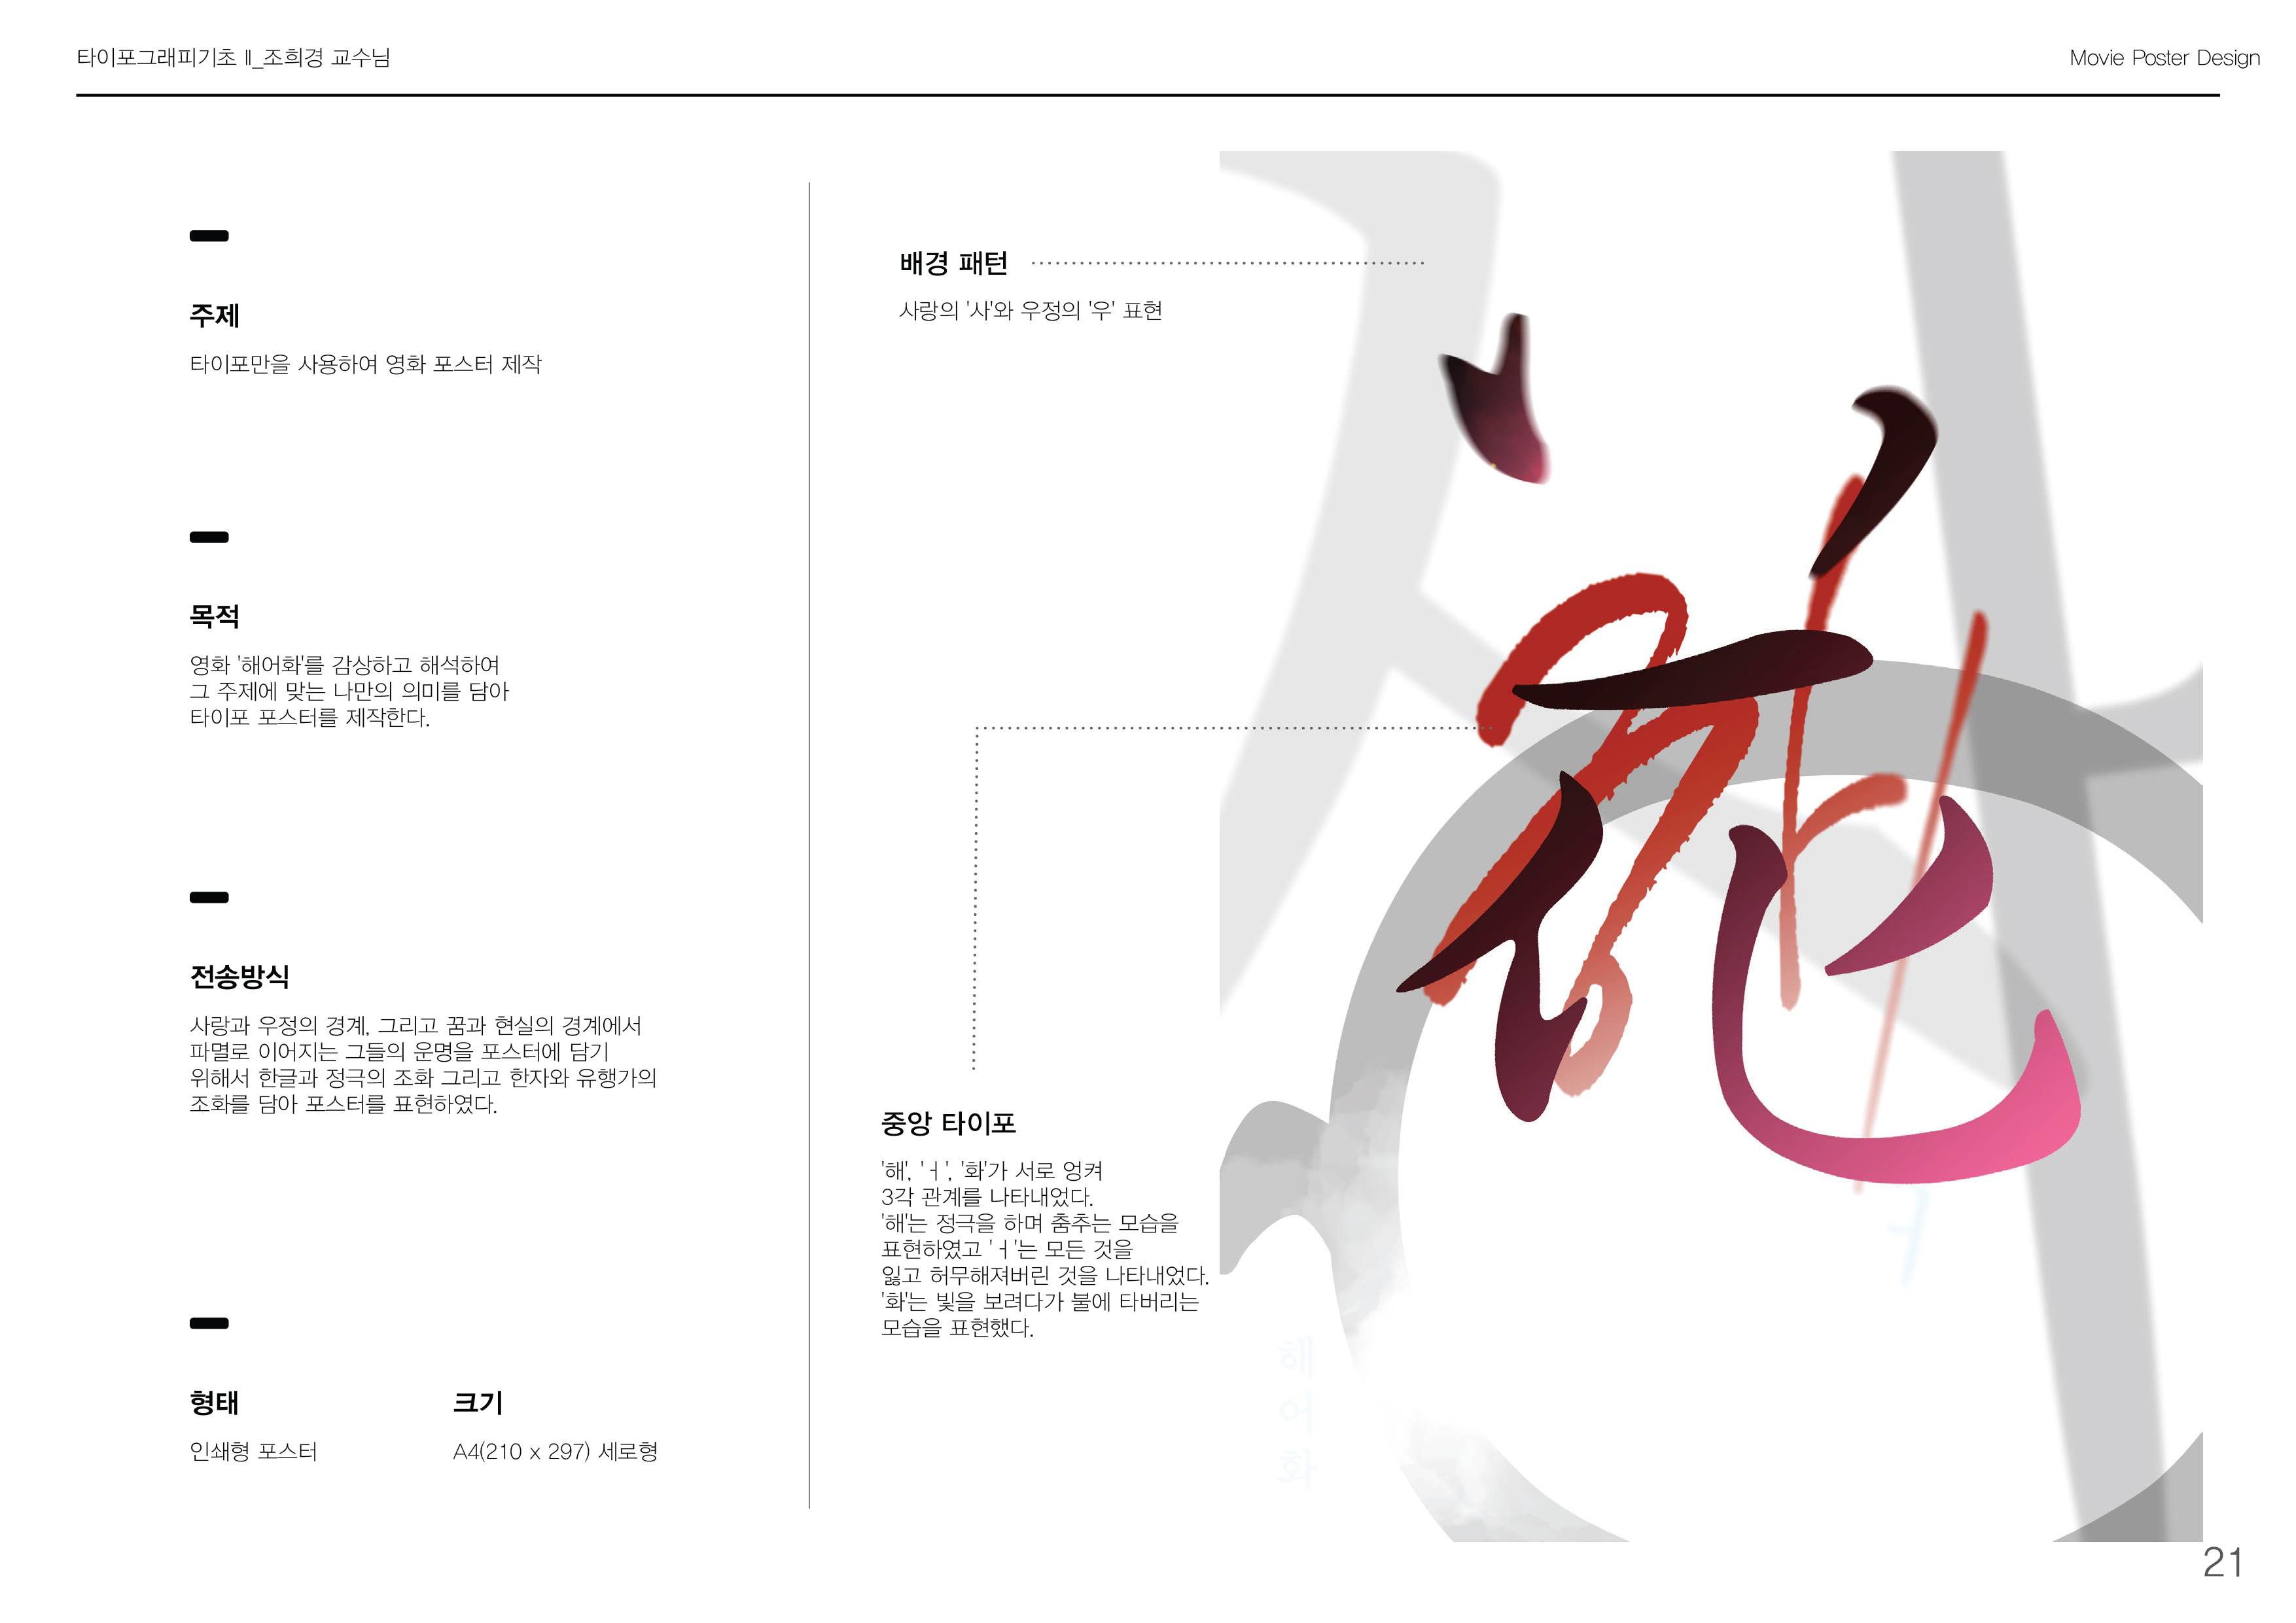 타이포그래피기초 Ⅱ_조희경 교수님
Movie Poster Design
주제
타이포만을 사용하여 영화 포스터 제작
목적
영화 '해어화'를 감상하고 해석하여
그 주제에 맞는 나만의 의미를 담아
타이포 포스터를 제작한다.
전송방식
사랑과 우정의 경계, 그리고 꿈과 현실의 경계에서
파멸로 이어지는 그들의 운명을 포스터에 담기
위해서 한글과 정극의 조화 그리고 한자와 유행가의
조화를 담아 포스터를 표현하였다.
형태
인쇄형 포스터
크기
A4(210 x 297) 세로형
배경 패턴
사랑의 '사'와 우정의 '우' 표현
중앙 타이포
'해', 'ㅓ', '화'가 서로 엉켜
3각 관계를 나타내었다.
'해'는 정극을 하며 춤추는 모습을
표현하였고 'ㅓ'는 모든 것을
잃고 허무해져버린 것을 나타내었다.
'화'는 빛을 보려다가 불에 타버리는
모습을 표현했다.
해
어
화
21